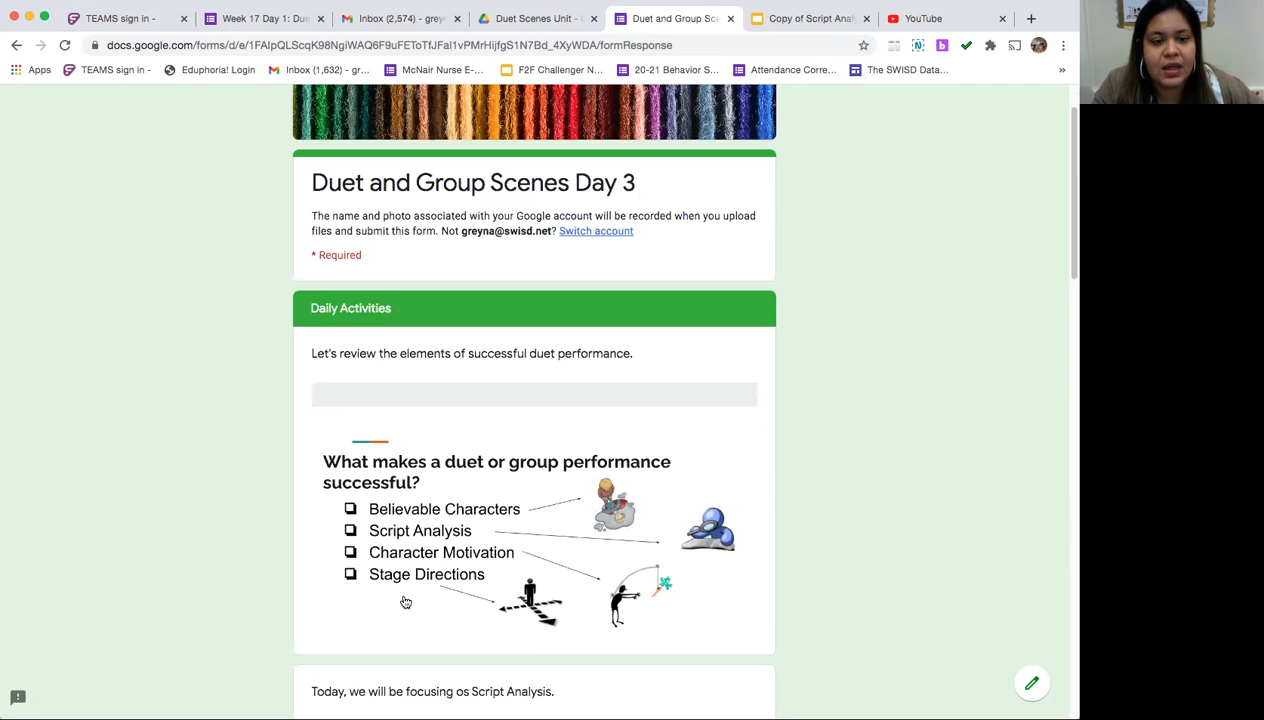 TEAMS sign in -
Week 17 Day 1: Due
Inbox (2,574) - grey
Duet Scenes Unit -
Duet and Group Sce
Copy of Script Anal
YouTube
docs.google.com/forms/d/e/1FAIpQLScqK98NgiWAQ6F9uFEToTfJFaI1vPMrHijfgS1N7Bd_4XyWDA/formResponse
Apps
TEAMS sign in -
Eduphoria! Login
Inbox (1,632) - gr...
McNair Nurse E-...
F2F Challenger N...
20-21 Behavior S...
Attendance Corre...
The SWISD Data...
»
Duet and Group Scenes Day 3
The name and photo associated with your Google account will be recorded when you upload
files and submit this form. Not greyna@swisd.net? Switch account
* Required
Daily Activities
Let's review the elements of successful duet performance.
What makes a duet or group performance
successful?
Believable Characters
Script Analysis
Character Motivation
Stage Directions
Today, we will be focusing os Script Analysis.